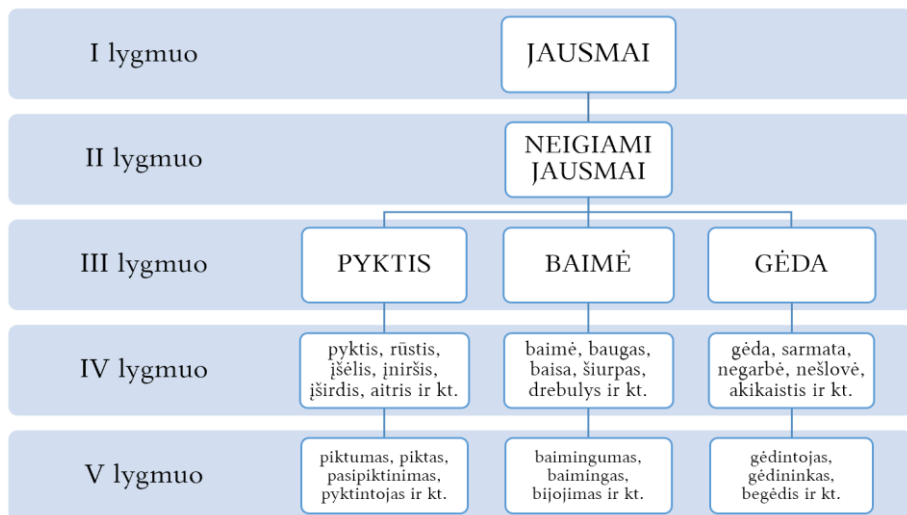 I lygmuo
JAUSMAI
II lygmuo
NEIGIAMI
JAUSMAI
III lygmuo
PYKTIS
BAIMĖ
GĖDA
IV lygmuo
pyktis, rūstis,
įšėlis, įniršis,
įširdis, aitris ir kt.
baimė, baugas,
baisa, šiurpas,
drebulys ir kt.
gėda, sarmata,
negarbė, nešlovė,
akikaistis ir kt.
V lygmuo
piktumas, piktas,
pasipiktinimas,
pyktintojas ir kt.
baimingumas,
baimingas,
bijojimas ir kt.
gėdintojas,
gėdininkas,
begėdis ir kt.